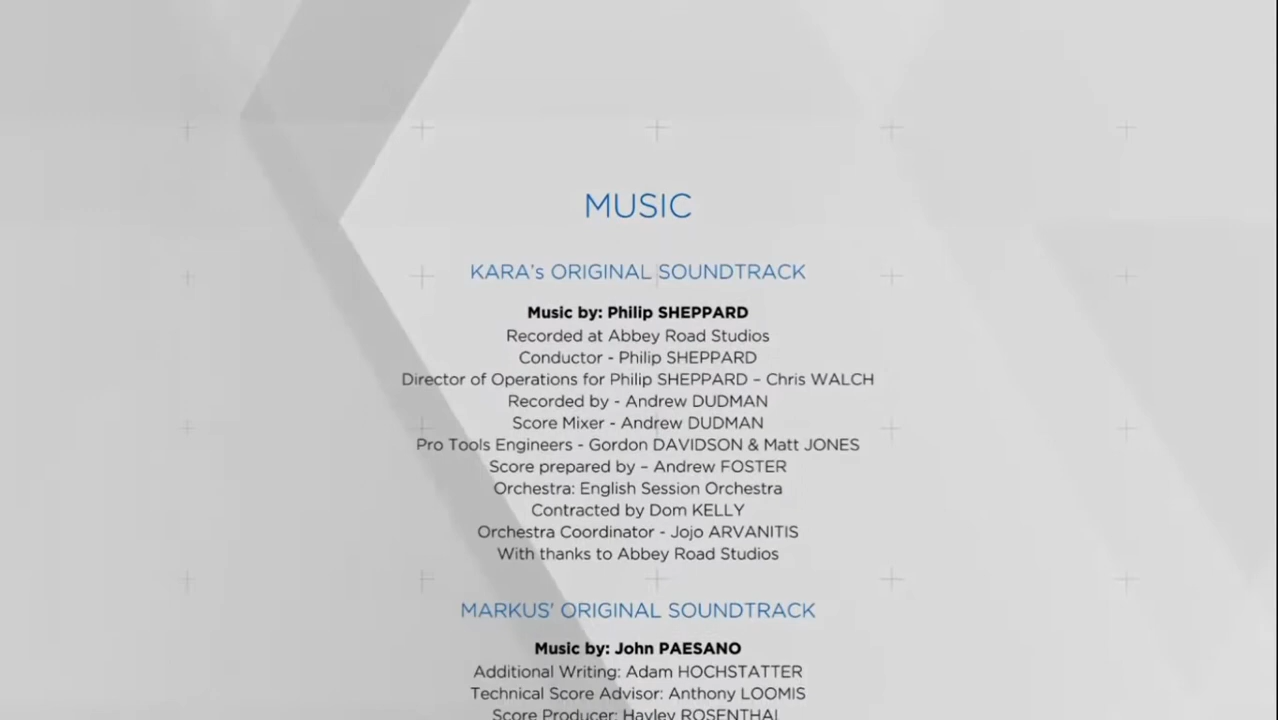 MUSIC
KARA's ORIGINAL SOUNDTRACK
Music by: Philip SHEPPARD
Recorded at Abbey Road Studios
Conductor - Philip SHEPPARD
Director of Operations for Philip SHEPPARD – Chris WALCH
Recorded by - Andrew DUDMAN
Score Mixer - Andrew DUDMAN
Pro Tools Engineers - Gordon DAVIDSON & Matt JONES
Score prepared by – Andrew FOSTER
Orchestra: English Session Orchestra
Contracted by Dom KELLY
Orchestra Coordinator - Jojo ARVANITIS
With thanks to Abbey Road Studios
MARKUS' ORIGINAL SOUNDTRACK
Music by: John PAESANO
Additional Writing: Adam HOCHSTATTER
Technical Score Advisor: Anthony LOOMIS
Score Producer: Hayley ROSENTHAL